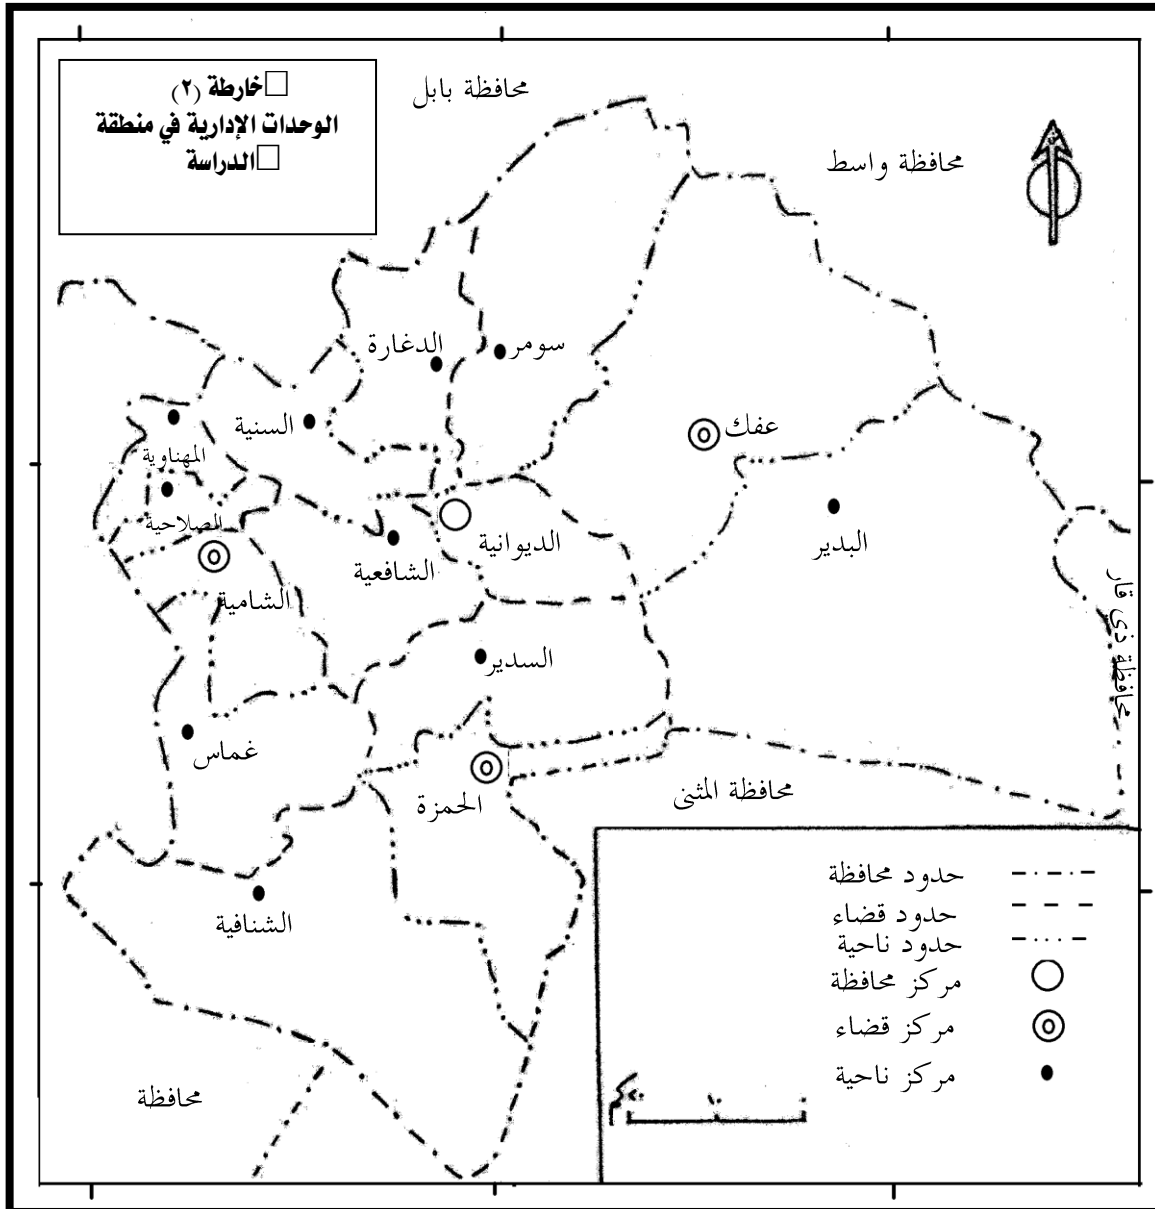 خارطة (٢)
الوحدات الإدارية في منطقة
الدراسة
محافظة بابل
محافظة واسط
سومر
الدغارة
السنية
عفك
المهناوية
الصلاحية
الديوانية
البدير
الشافعية
الشامية
محافظة ذي قار
السدير
غماس
الحمزة
محافظة المثنى
الشنافية
محافظة
حدود محافظة
حدود قضاء
حدود ناحية
مركز محافظة
مركز قضاء
مركز ناحية